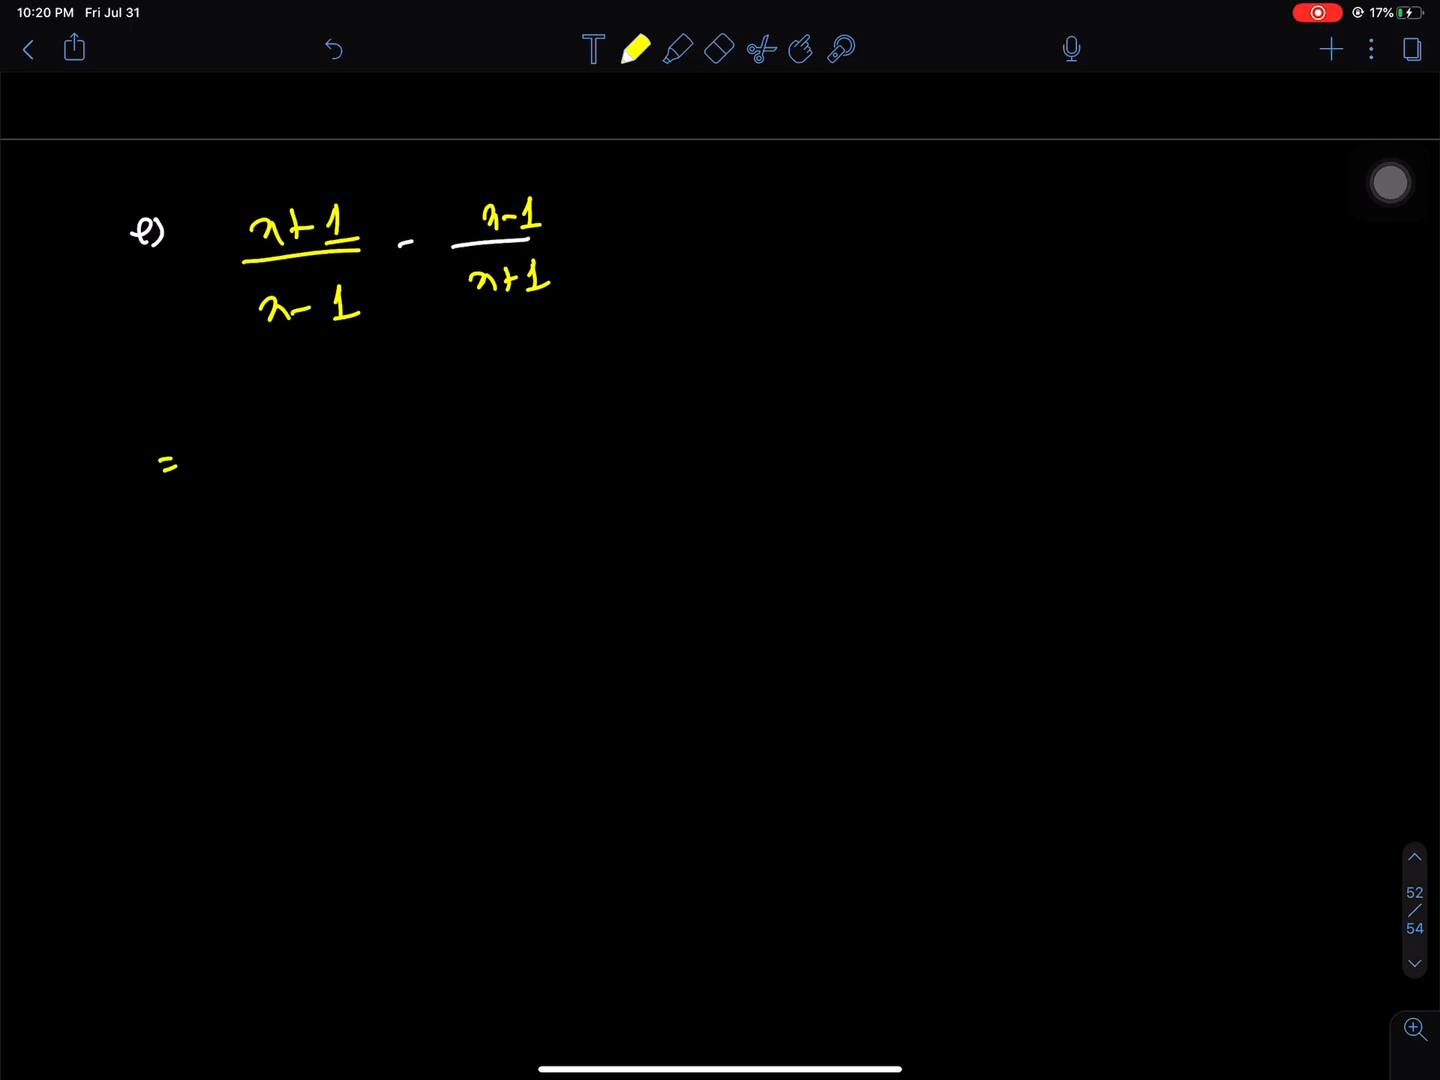 10:20 PM Fri Jul 31
17%
T
e) x+1 / x-1 - x-1 / x+1
=
52
54